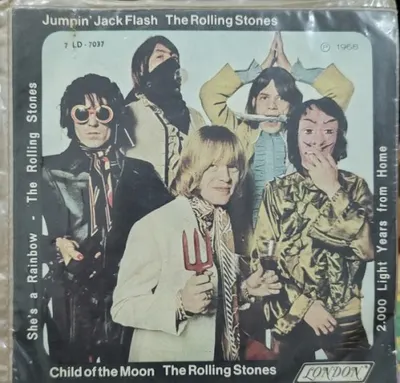 Jumpin' Jack Flash The Rolling Stones
7 LD - 7037
℗ 1968
She's a Rainbow - The Rolling Stones
2.000 Light Years from Home
Child of the Moon The Rolling Stones
LONDON